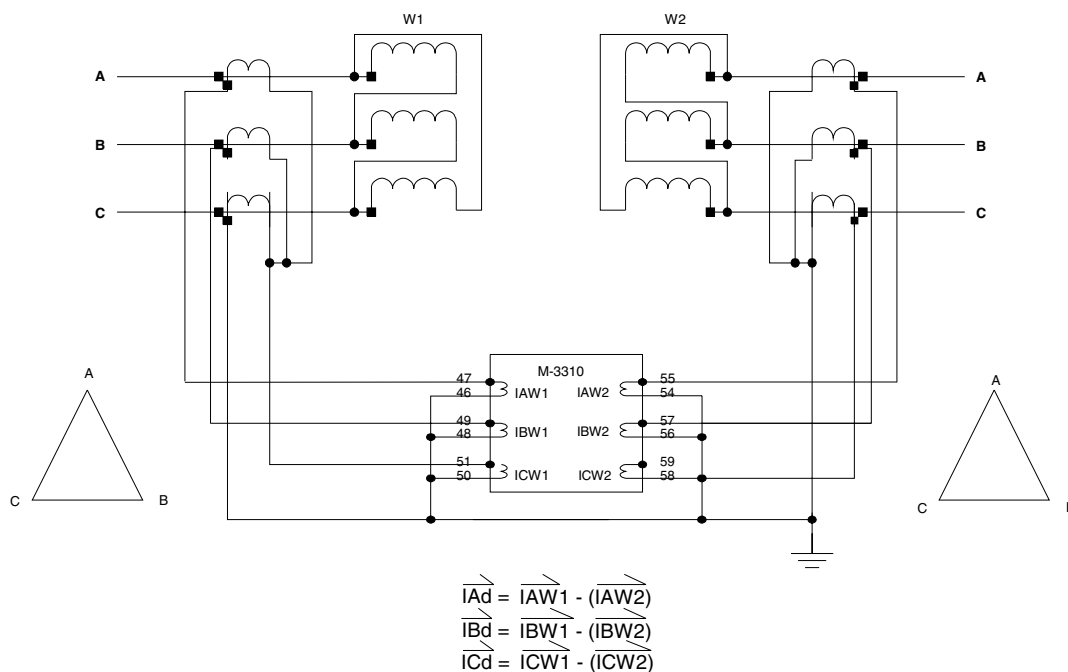 W1 W2
A A
B B
C C
M-3310
47 IAW1 IAW2 55
46 54
49 IBW1 IBW2 57
48 56
51 ICW1 ICW2 59
50 58
A A
C B C
IAd = IAW1 - (IAW2)
IBd = IBW1 - (IBW2)
ICd = ICW1 - (ICW2)